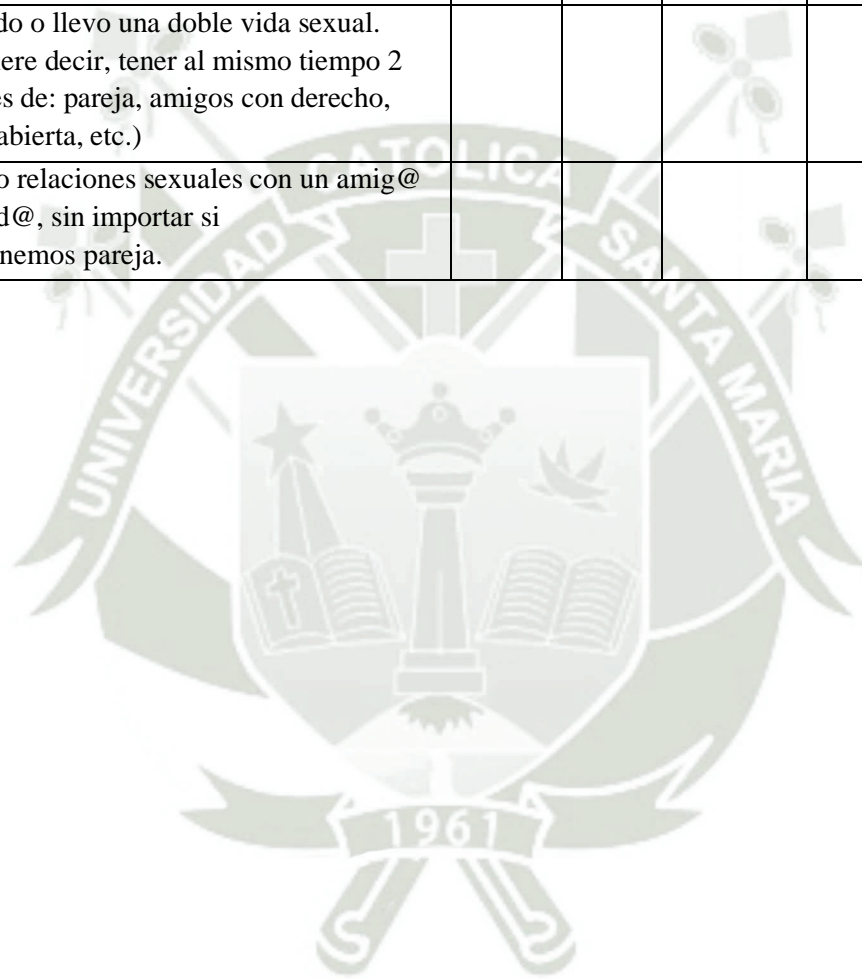 do o llevo una doble vida sexual.
ere decir, tener al mismo tiempo 2
es de: pareja, amigos con derecho,
abierta, etc.)
o relaciones sexuales con un amig@
d@, sin importar si
nemos pareja.
UNIVERSIDAD CATOLICA SANTA MARIA
1961